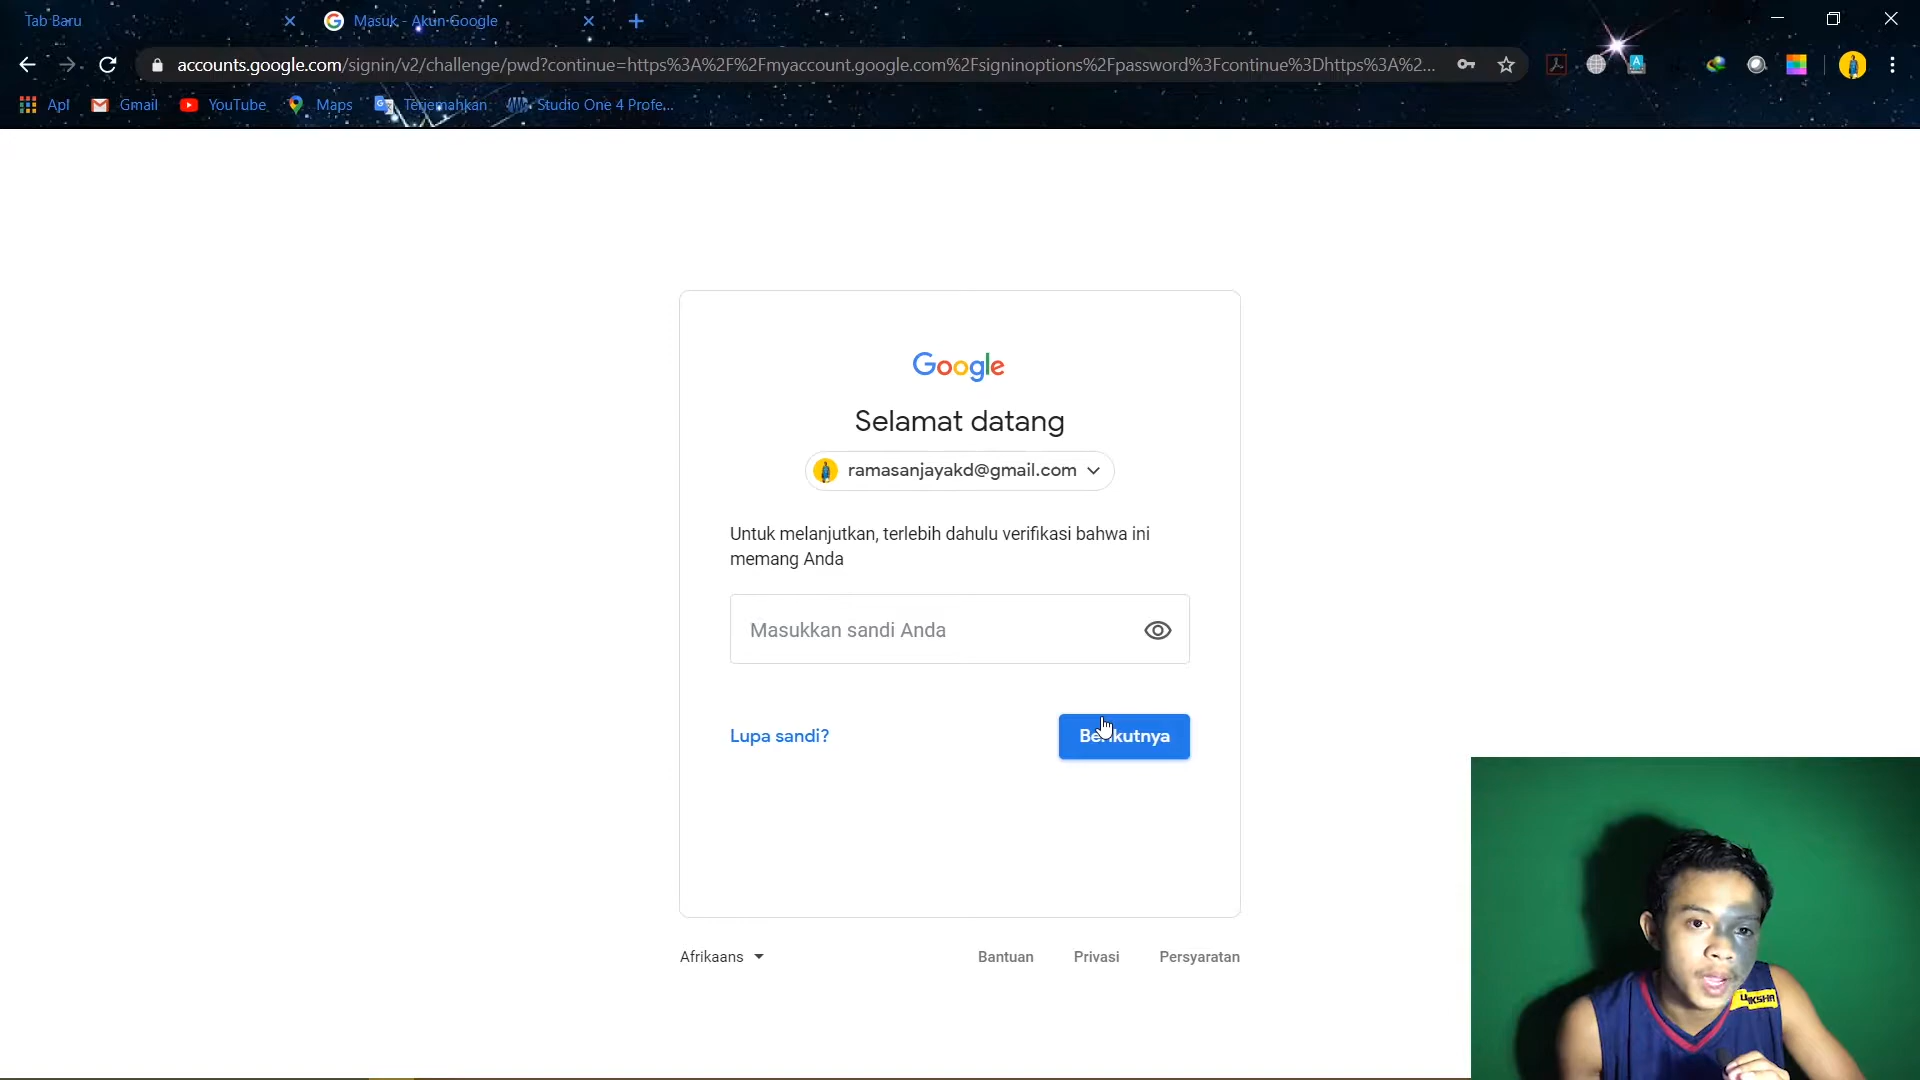 Tab Baru
Masuk - Akun Google
accounts.google.com/signin/v2/challenge/pwd?continue=https%3A%2F%2Fmyaccount.google.com%2Fsigninoptions%2Fpassword%3Fcontinue%3Dhttps%3A%2...
Apl Gmail YouTube Maps Terjemahkan Studio One 4 Profe...
Google
Selamat datang
ramasanjayakd@gmail.com
Untuk melanjutkan, terlebih dahulu verifikasi bahwa ini
memang Anda
Masukkan sandi Anda
Lupa sandi?
Berikutnya
Afrikaans
Bantuan Privasi Persyaratan